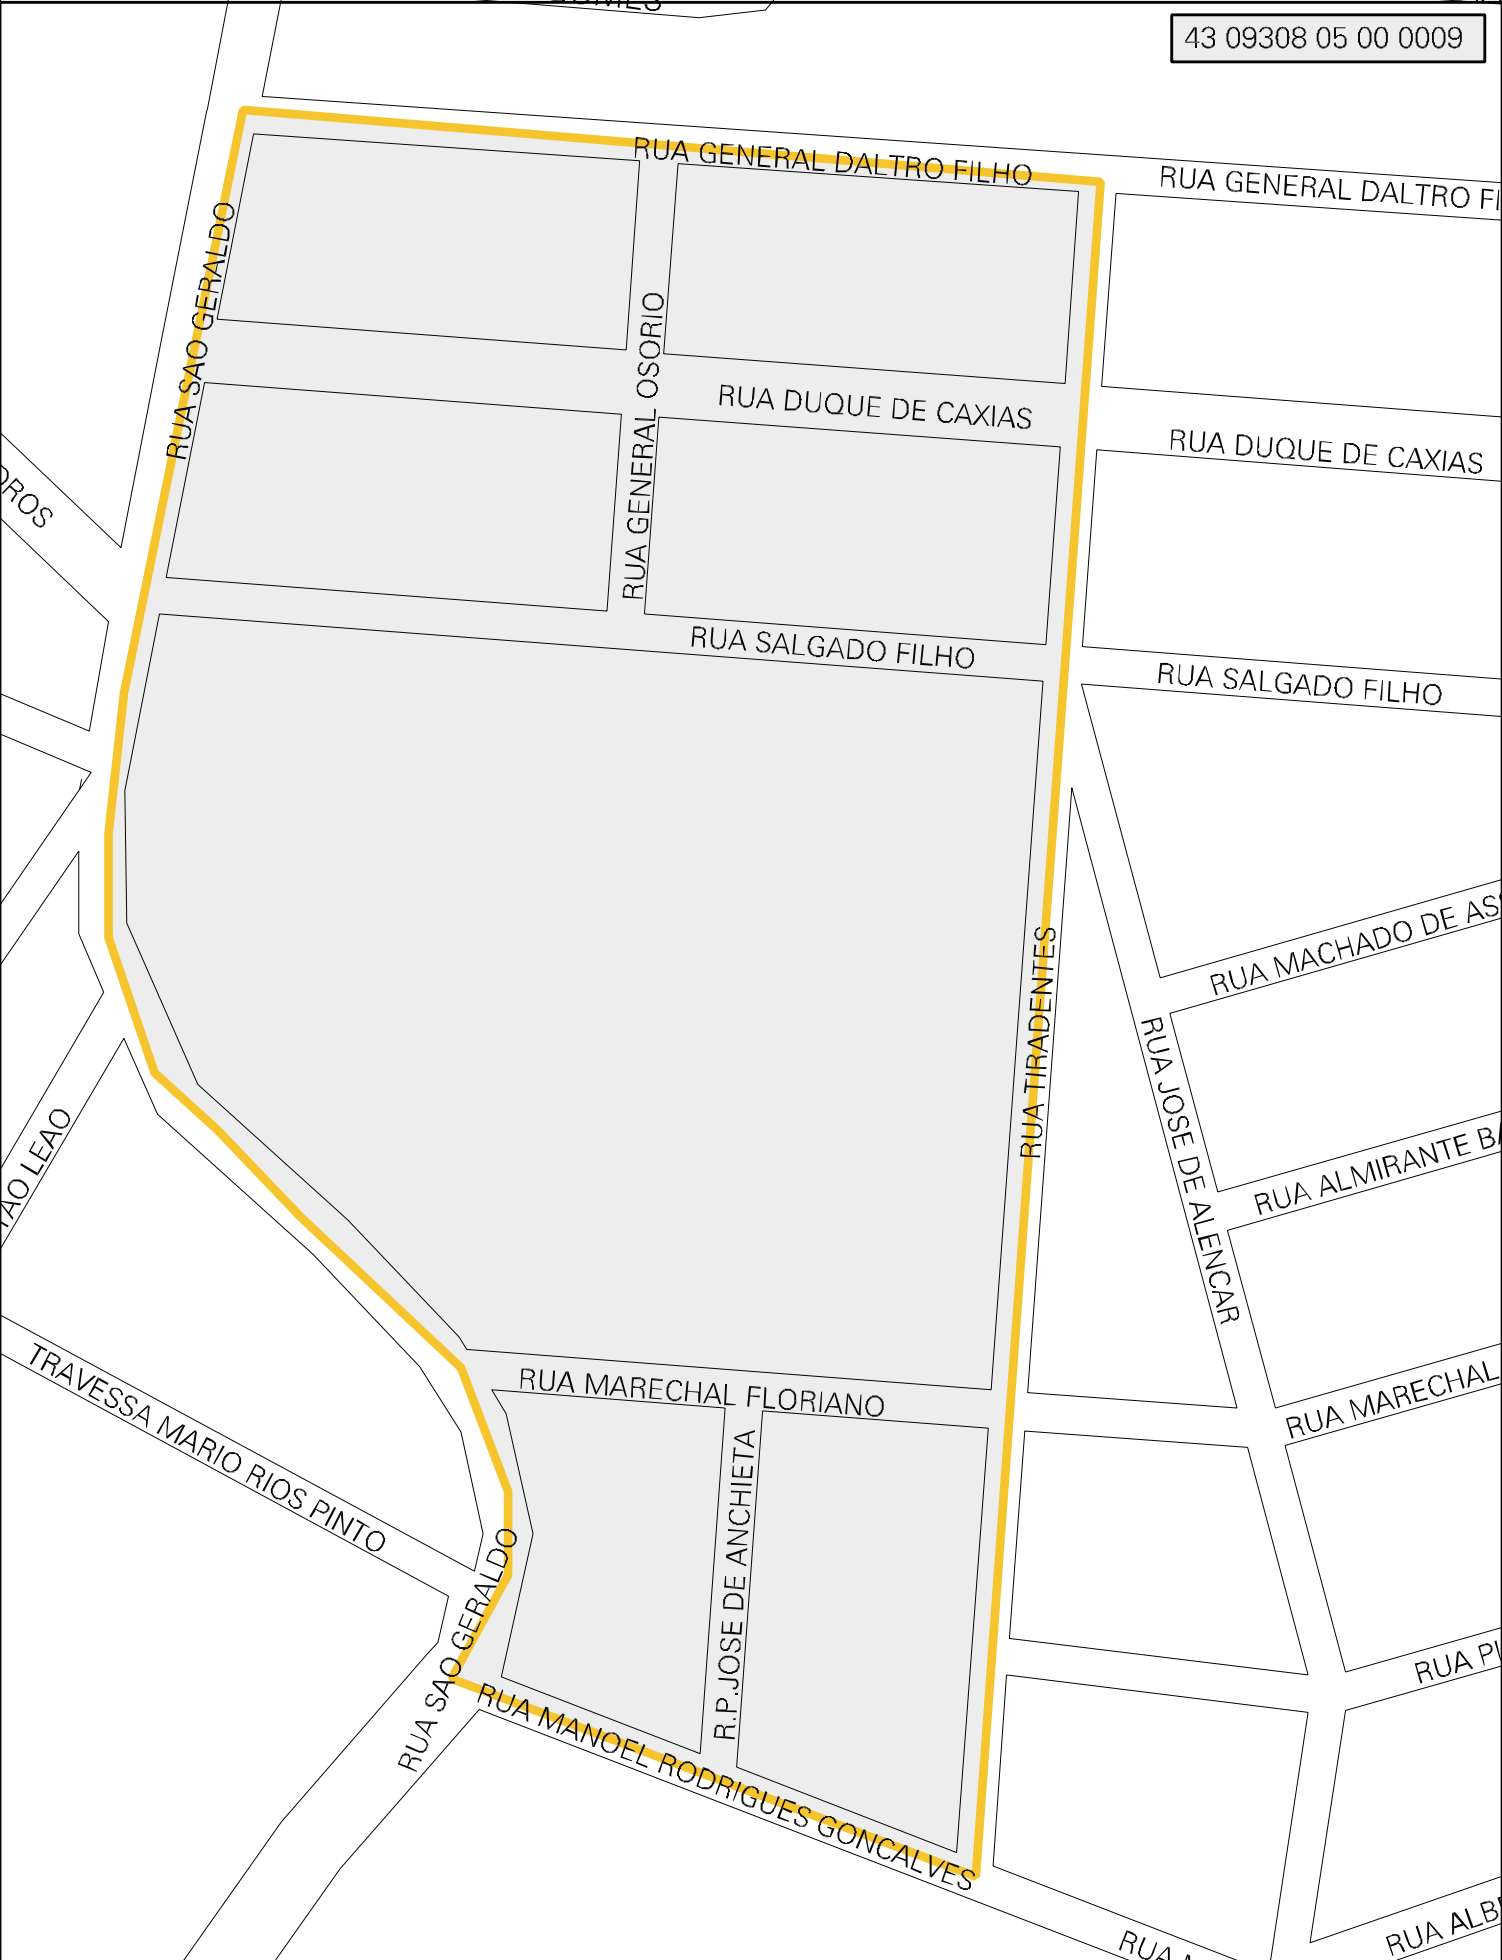 43 09308 05 00 0009
RUA GENERAL DALTRO FILHO
RUA GENERAL DALTRO
RUA SAO GERALDO
RUA GENERAL OSORIO
RUA DUQUE DE CAXIAS
RUA DUQUE DE CAXIAS
RUA SALGADO FILHO
RUA SALGADO FILHO
RUA MACHADO DE
RUA TIRADENTES
RUA JOSE DE ALENCAR
RUA ALMIRANTE
LEAO
RUA MARECHAL
TRAVESSA MARIO RIOS PINTO
RUA MARECHAL FLORIANO
R.P.JOSE DE ANCHIETA
RUA SAO GERALDO
RUA
RUA MANOEL RODRIGUES GONCALVES
RUA
RUA